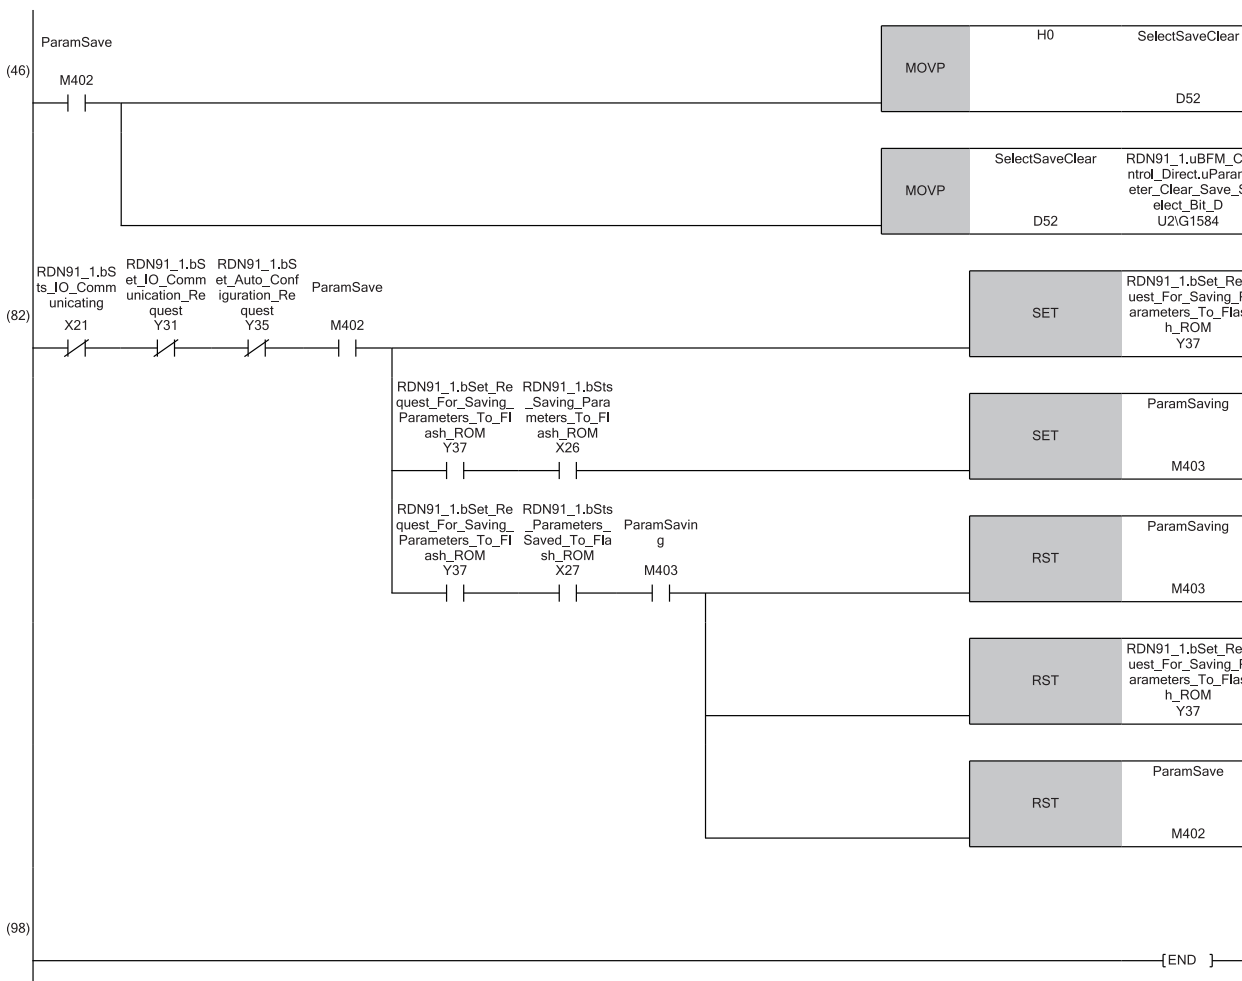 ParamSave
(46)
M402
MOVP
H0
SelectSaveClear
D52
MOVP
SelectSaveClear
D52
RDN91_1.uBFM_C
ntrol_Direct.uParar
eter_Clear_Save_S
elect_Bit_D
U2\G1584
(82)
RDN91_1.bS
ts_IO_Comm
unicating
X21
RDN91_1.bS
et_IO_Comm
unication_Re
quest
Y31
RDN91_1.bS
et_Auto_Conf
iguration_Re
quest
Y35
ParamSave
M402
SET
RDN91_1.bSet_Re
uest_For_Saving_P
arameters_To_Flas
h_ROM
Y37
RDN91_1.bSet_Re
quest_For_Saving_
Parameters_To_Fl
ash_ROM
Y37
RDN91_1.bSts
_Saving_Para
meters_To_Fl
ash_ROM
X26
SET
ParamSaving
M403
RDN91_1.bSet_Re
quest_For_Saving_
Parameters_To_Fl
ash_ROM
Y37
RDN91_1.bSts
_Parameters_
Saved_To_Fla
sh_ROM
X27
ParamSavin
g
M403
RST
ParamSaving
M403
RST
RDN91_1.bSet_Re
uest_For_Saving_P
arameters_To_Flas
h_ROM
Y37
RST
ParamSave
M402
(98)
[END ]